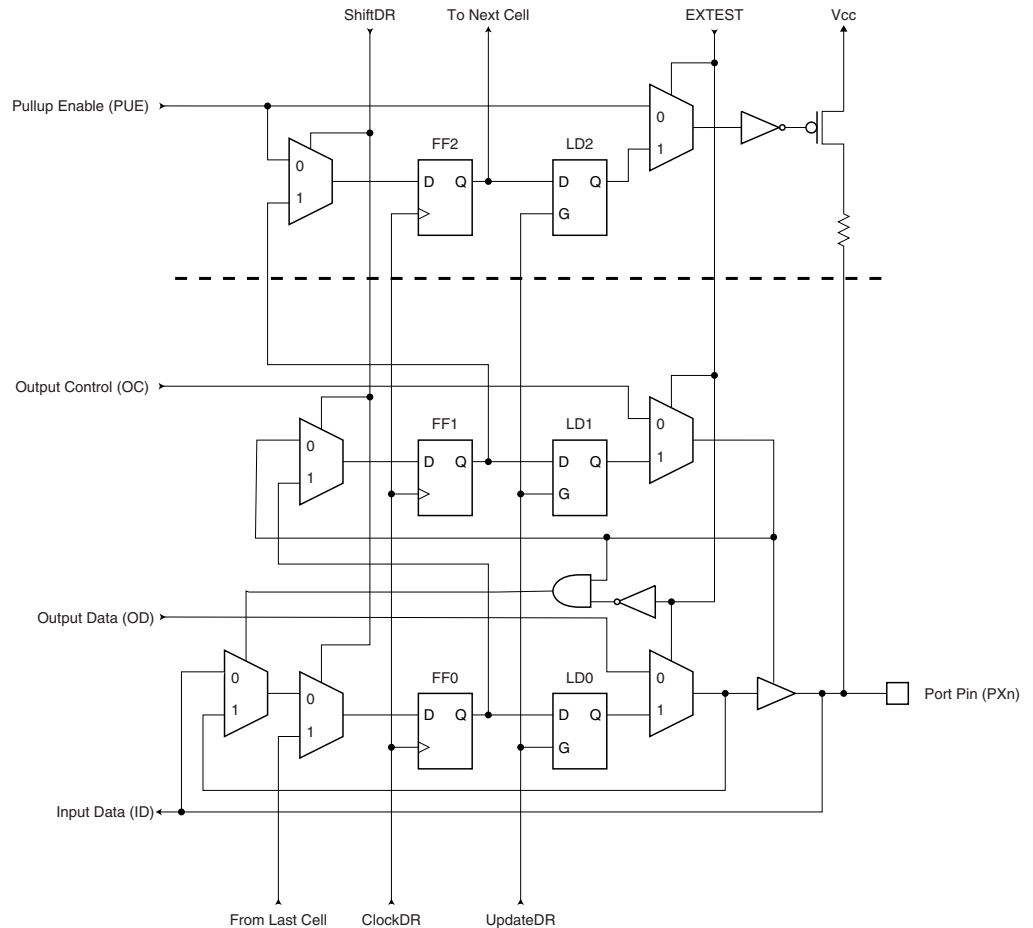 ShiftDR
To Next Cell
EXTEST
Vcc
Pullup Enable (PUE)
0
1
FF2
D Q
LD2
D Q
G
0
1
Output Control (OC)
0
1
FF1
D Q
LD1
D Q
G
0
1
Output Data (OD)
0
1
0
1
FF0
D Q
LD0
D Q
G
0
1
Port Pin (PXn)
Input Data (ID)
From Last Cell
ClockDR
UpdateDR